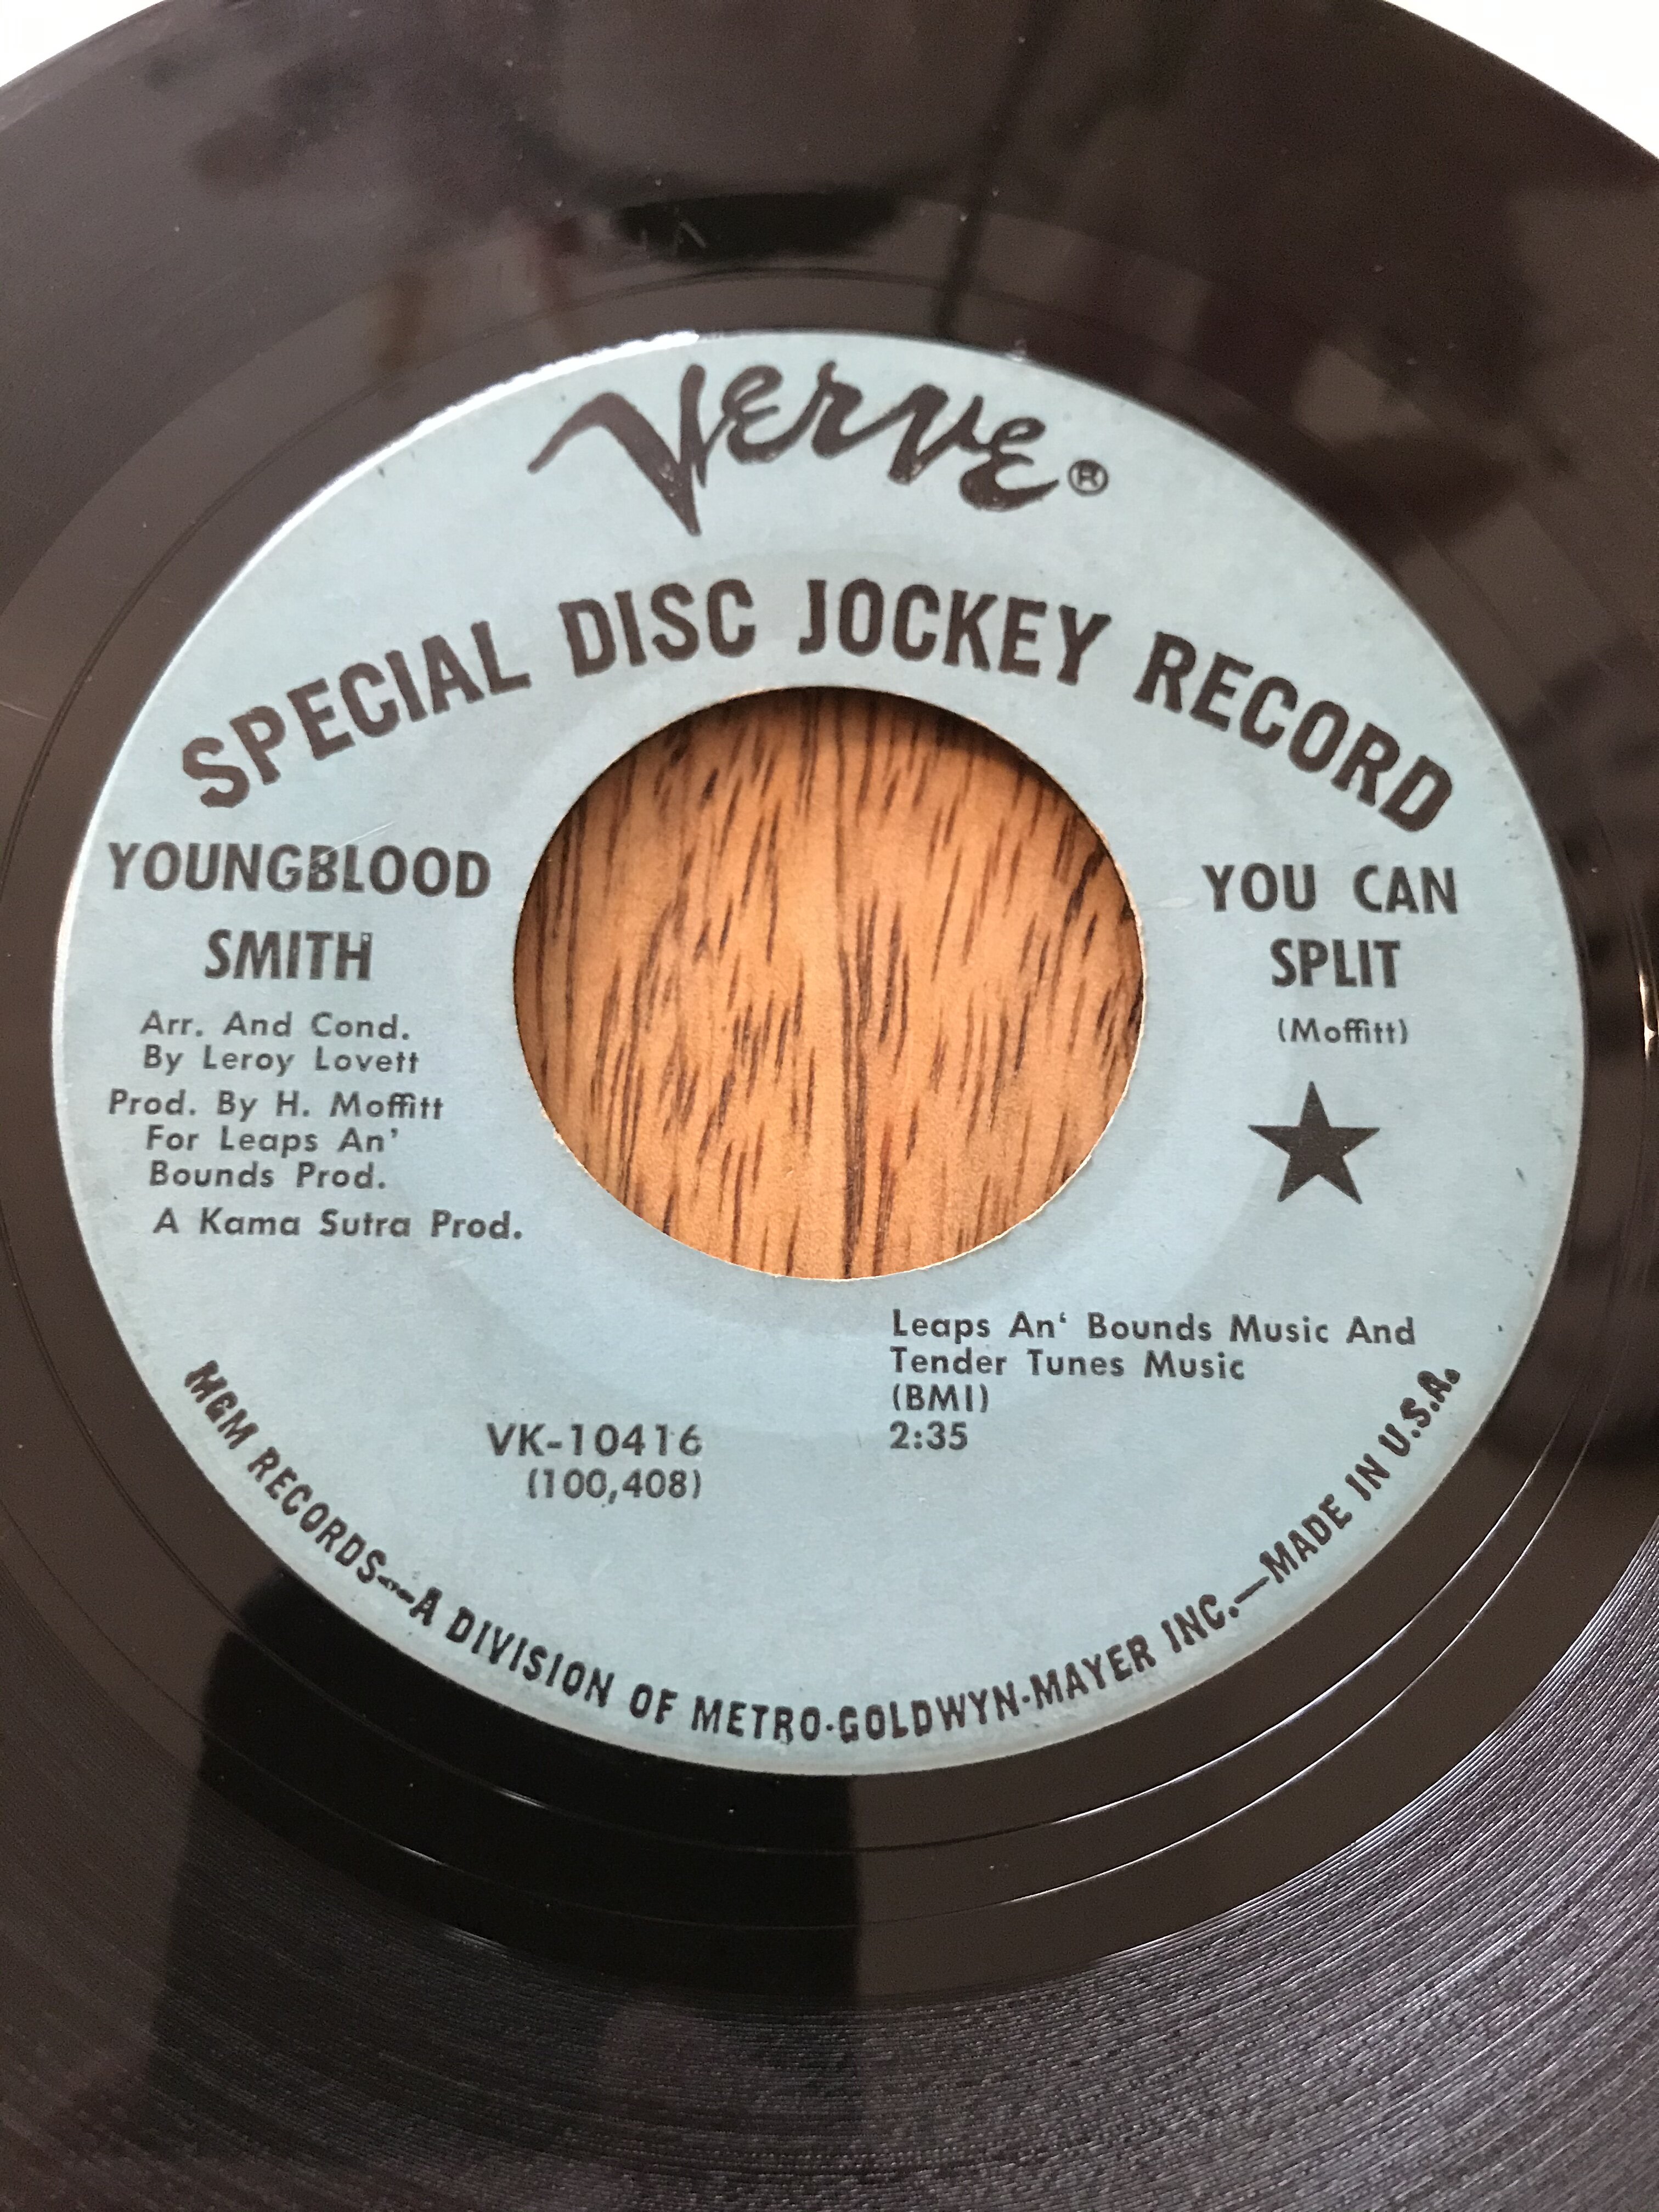 Verve®
SPECIAL DISC JOCKEY RECORD
YOUNGBLOOD
SMITH
Arr. And Cond.
By Leroy Lovett
Prod. By H. Moffitt
For Leaps An'
Bounds Prod.
A Kama Sutra Prod.
YOU CAN
SPLIT
(Moffitt)
Leaps An' Bounds Music And
Tender Tunes Music
(BMI)
2:35
VK-10416
(100,408)
MGM RECORDS—A DIVISION OF METRO-GOLDWYN-MAYER INC.—MADE IN U.S.A.